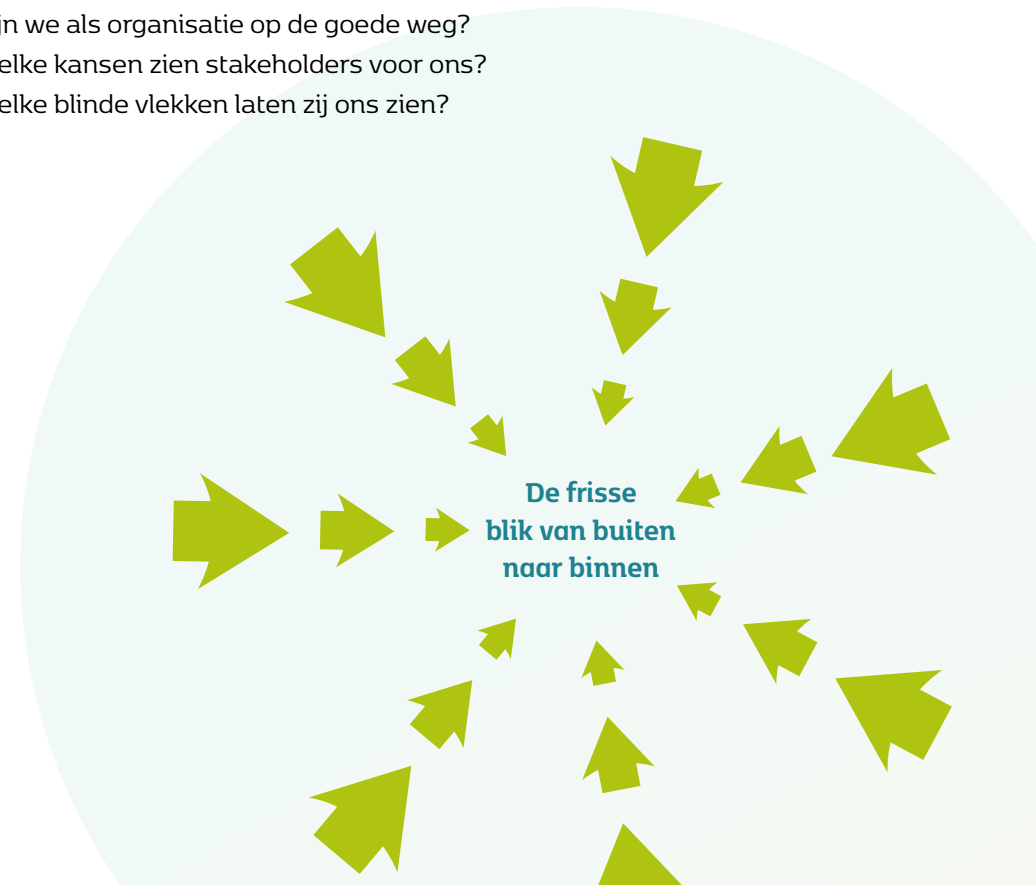 jn we als organisatie op de goede weg?
elke kansen zien stakeholders voor ons?
elke blinde vlekken laten zij ons zien?
De frisse
blik van buiten
naar binnen